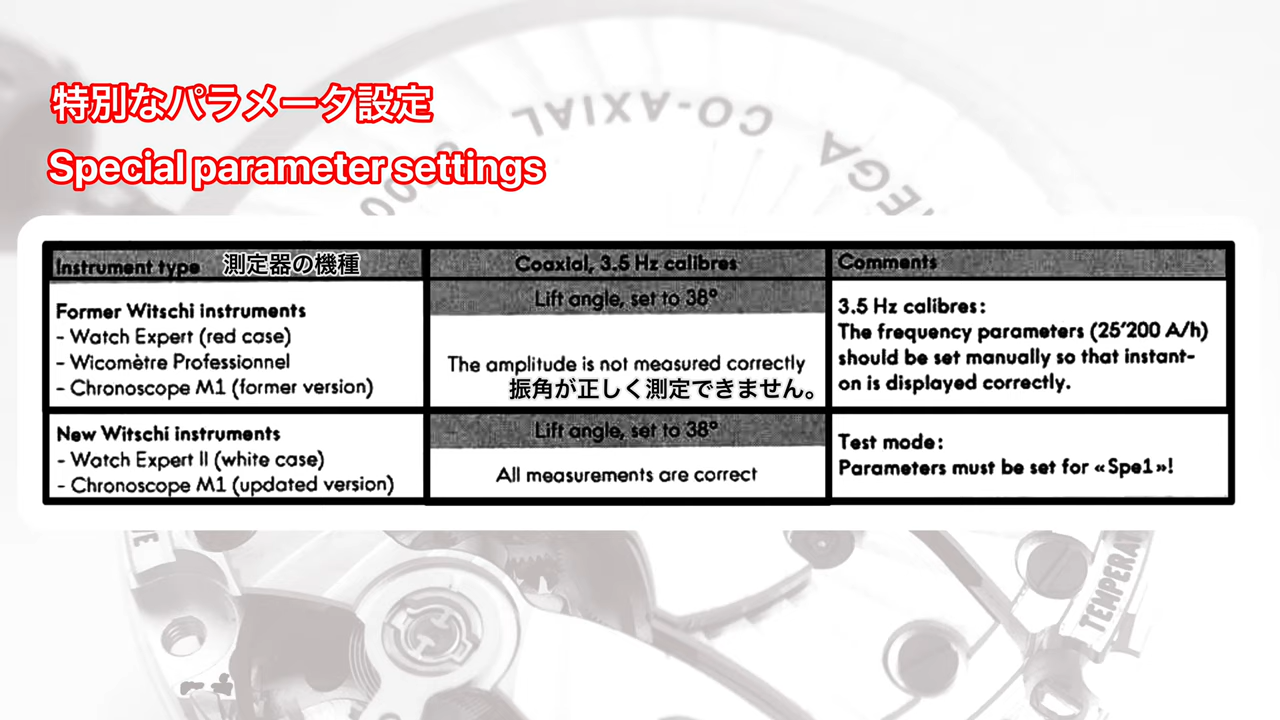 特別なパラメータ設定
Special parameter settings
CO-AXIAL
Instrument type 測定器の機種
Coaxial, 3.5 Hz calibres
Comments
Former Witschi instruments
- Watch Expert (red case)
- Wicomètre Professionnel
- Chronoscope M1 (former version)
Lift angle, set to 38°
The amplitude is not measured correctly
振角が正しく測定できません。
3.5 Hz calibres:
The frequency parameters (25'200 A/h)
should be set manually so that instant-
on is displayed correctly.
New Witschi instruments
- Watch Expert II (white case)
- Chronoscope M1 (updated version)
Lift angle, set to 38°
All measurements are correct
Test mode:
Parameters must be set for «Spe1»!